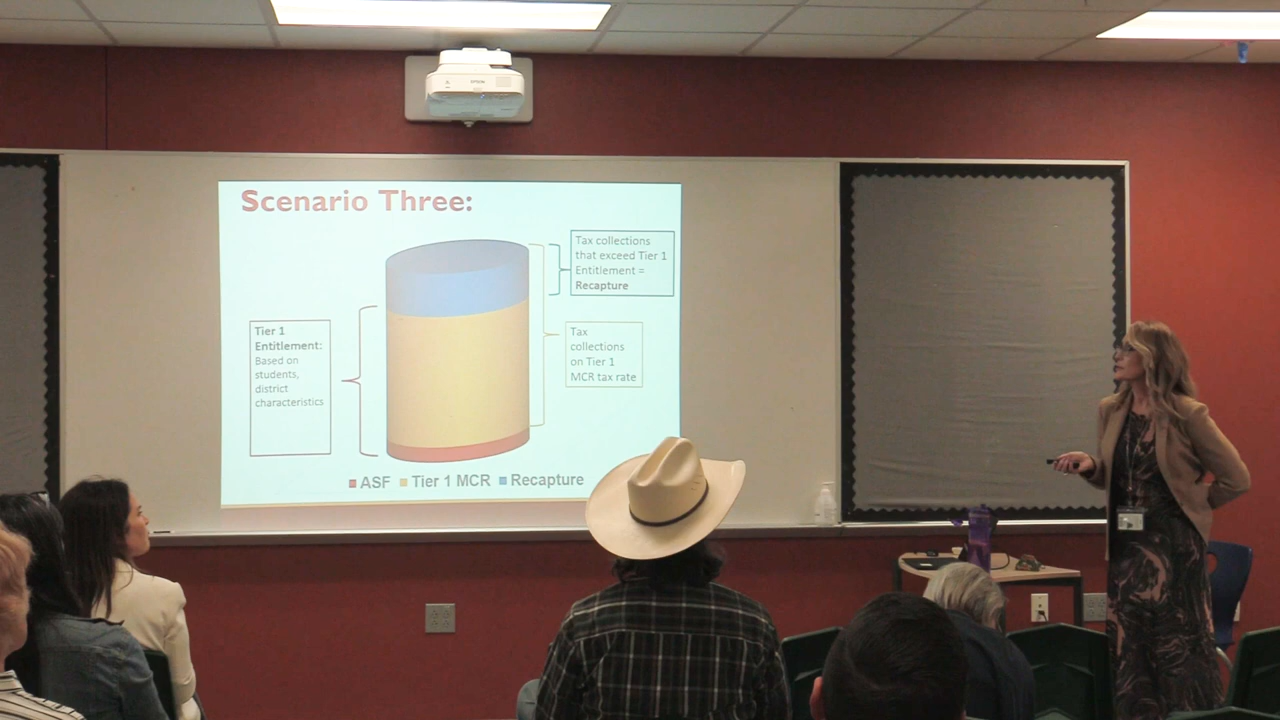 EPSON
Scenario Three:
Tax collections
that exceed Tier 1
Entitlement =
Recapture
Tier 1
Entitlement:
Based on
students,
district
characteristics
Tax
collections
on Tier 1
MCR tax rate
ASF Tier 1 MCR Recapture